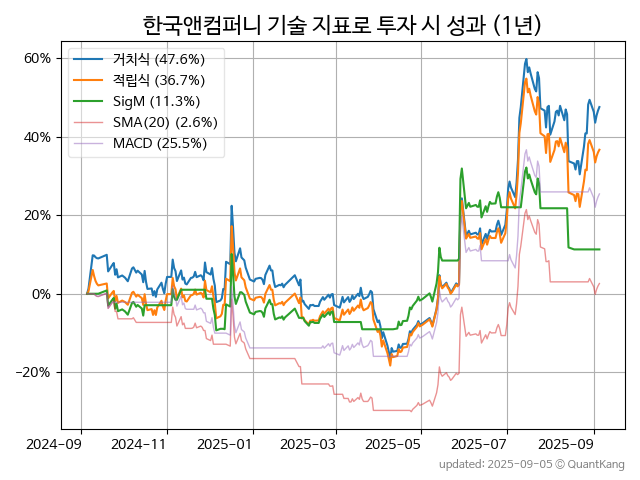 한국앤컴퍼니 기술 지표로 투자 시 성과 (1년)
60%
40%
20%
0%
−20%
거치식 (47.6%)
적립식 (36.7%)
SigM (11.3%)
SMA(20) (2.6%)
MACD (25.5%)
2024-09 2024-11 2025-01 2025-03 2025-05 2025-07 2025-09
updated: 2025-09-05 © QuantKang